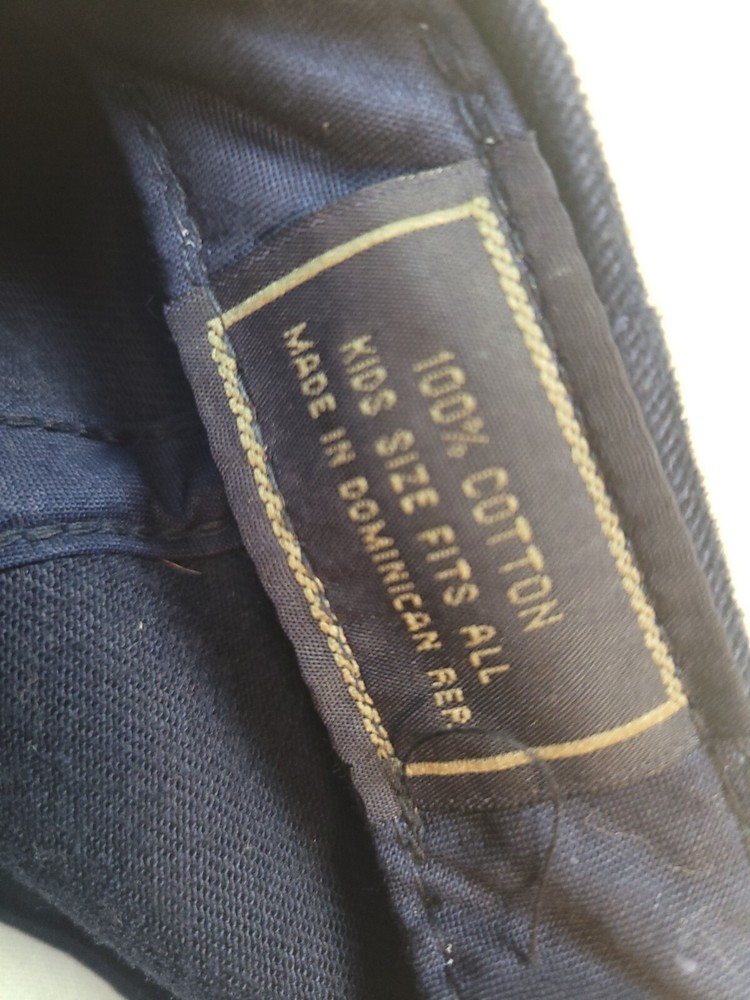 100% COTTON
KIDS SIZE FITS ALL
MADE IN DOMINICAN REP